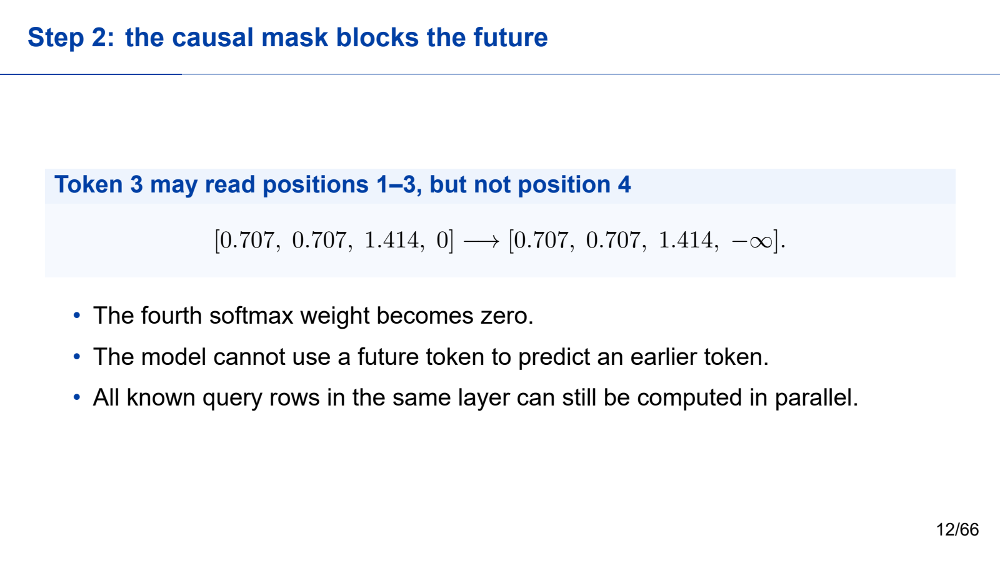 Step 2: the causal mask blocks the future
Token 3 may read positions 1–3, but not position 4
[0.707, 0.707, 1.414, 0] ⟶ [0.707, 0.707, 1.414, −∞].
• The fourth softmax weight becomes zero.
• The model cannot use a future token to predict an earlier token.
• All known query rows in the same layer can still be computed in parallel.
12/66